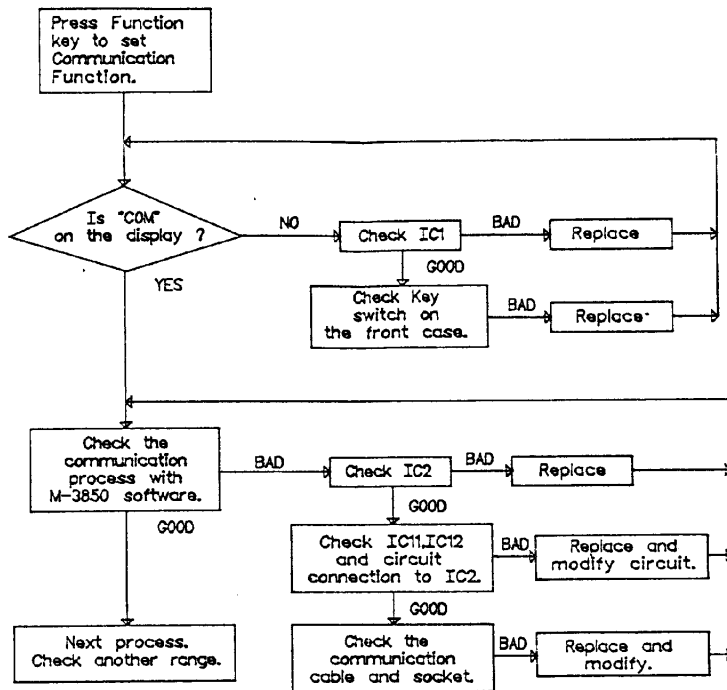 Press Function
key to set
Communication
Function.
Is "COM"
on the display ?
NO
Check IC1
BAD
Replace
GOOD
YES
Check Key
switch on
the front case.
BAD
Replace
Check the
communication
process with
M-3850 software.
BAD
Check IC2
BAD
Replace
GOOD
GOOD
Check IC11,IC12
and circuit
connection to IC2.
BAD
Replace and
modify circuit.
GOOD
Next process.
Check another range.
Check the
communication
cable and socket.
BAD
Replace and
modify.